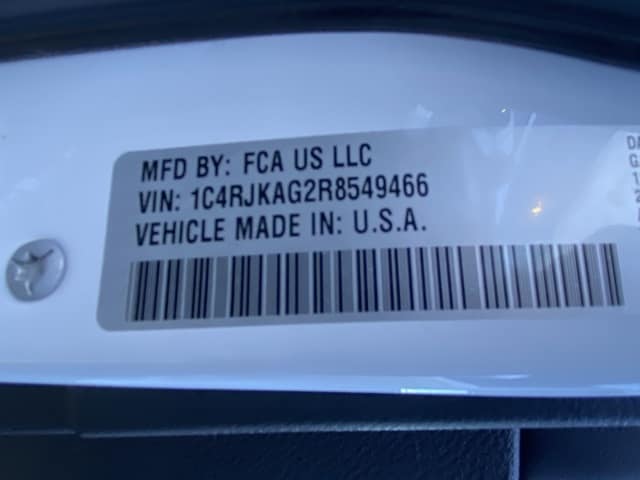 MFD BY: FCA US LLC
VIN: 1C4RJKAG2R8549466
VEHICLE MADE IN: U.S.A.